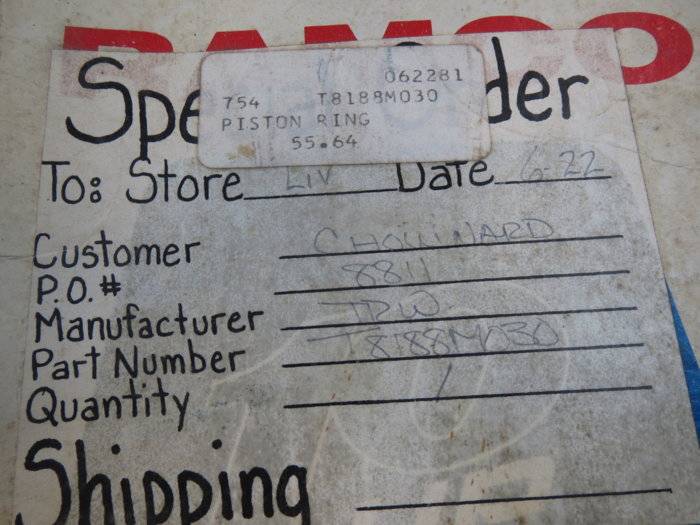 Spe der
062281
754 T8188M030
PISTON RING
55.64
To: Store LIV Date 6-22
Customer CHOUINARD
P.O.# 8811
Manufacturer TPW
Part Number T8188M030
Quantity 1
Shipping